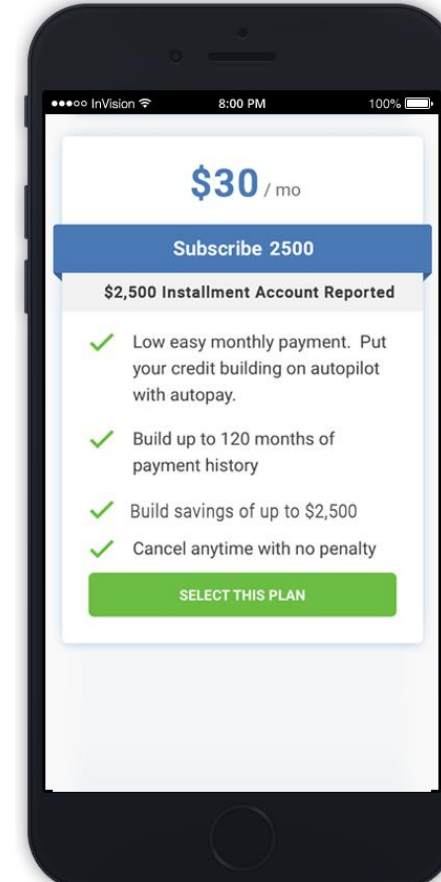 ●●●○○ InVision 8:00 PM 100%
$30 / mo
Subscribe 2500
$2,500 Installment Account Reported
Low easy monthly payment. Put
your credit building on autopilot
with autopay.
Build up to 120 months of
payment history
Build savings of up to $2,500
Cancel anytime with no penalty
SELECT THIS PLAN